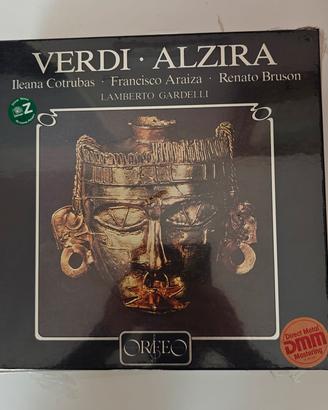 VERDI · ALZIRA
Ileana Cotrubas · Francisco Araiza · Renato Bruson
LAMBERTO GARDELLI
Z
ORFEO
Direct Metal
DMM
Mastering